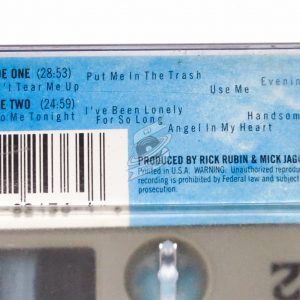 DE ONE (28:53) Put Me In The Trash
't Tear Me Up Use Me Evenin
E TWO (24:59) I've Been Lonely
o Me Tonight For So Long Handsom
Angel In My Heart
PRODUCED BY RICK RUBIN & MICK JAG
Printed in U.S.A. WARNING: Unauthorized reproduc
recording is prohibited by Federal law and subject
prosecution.